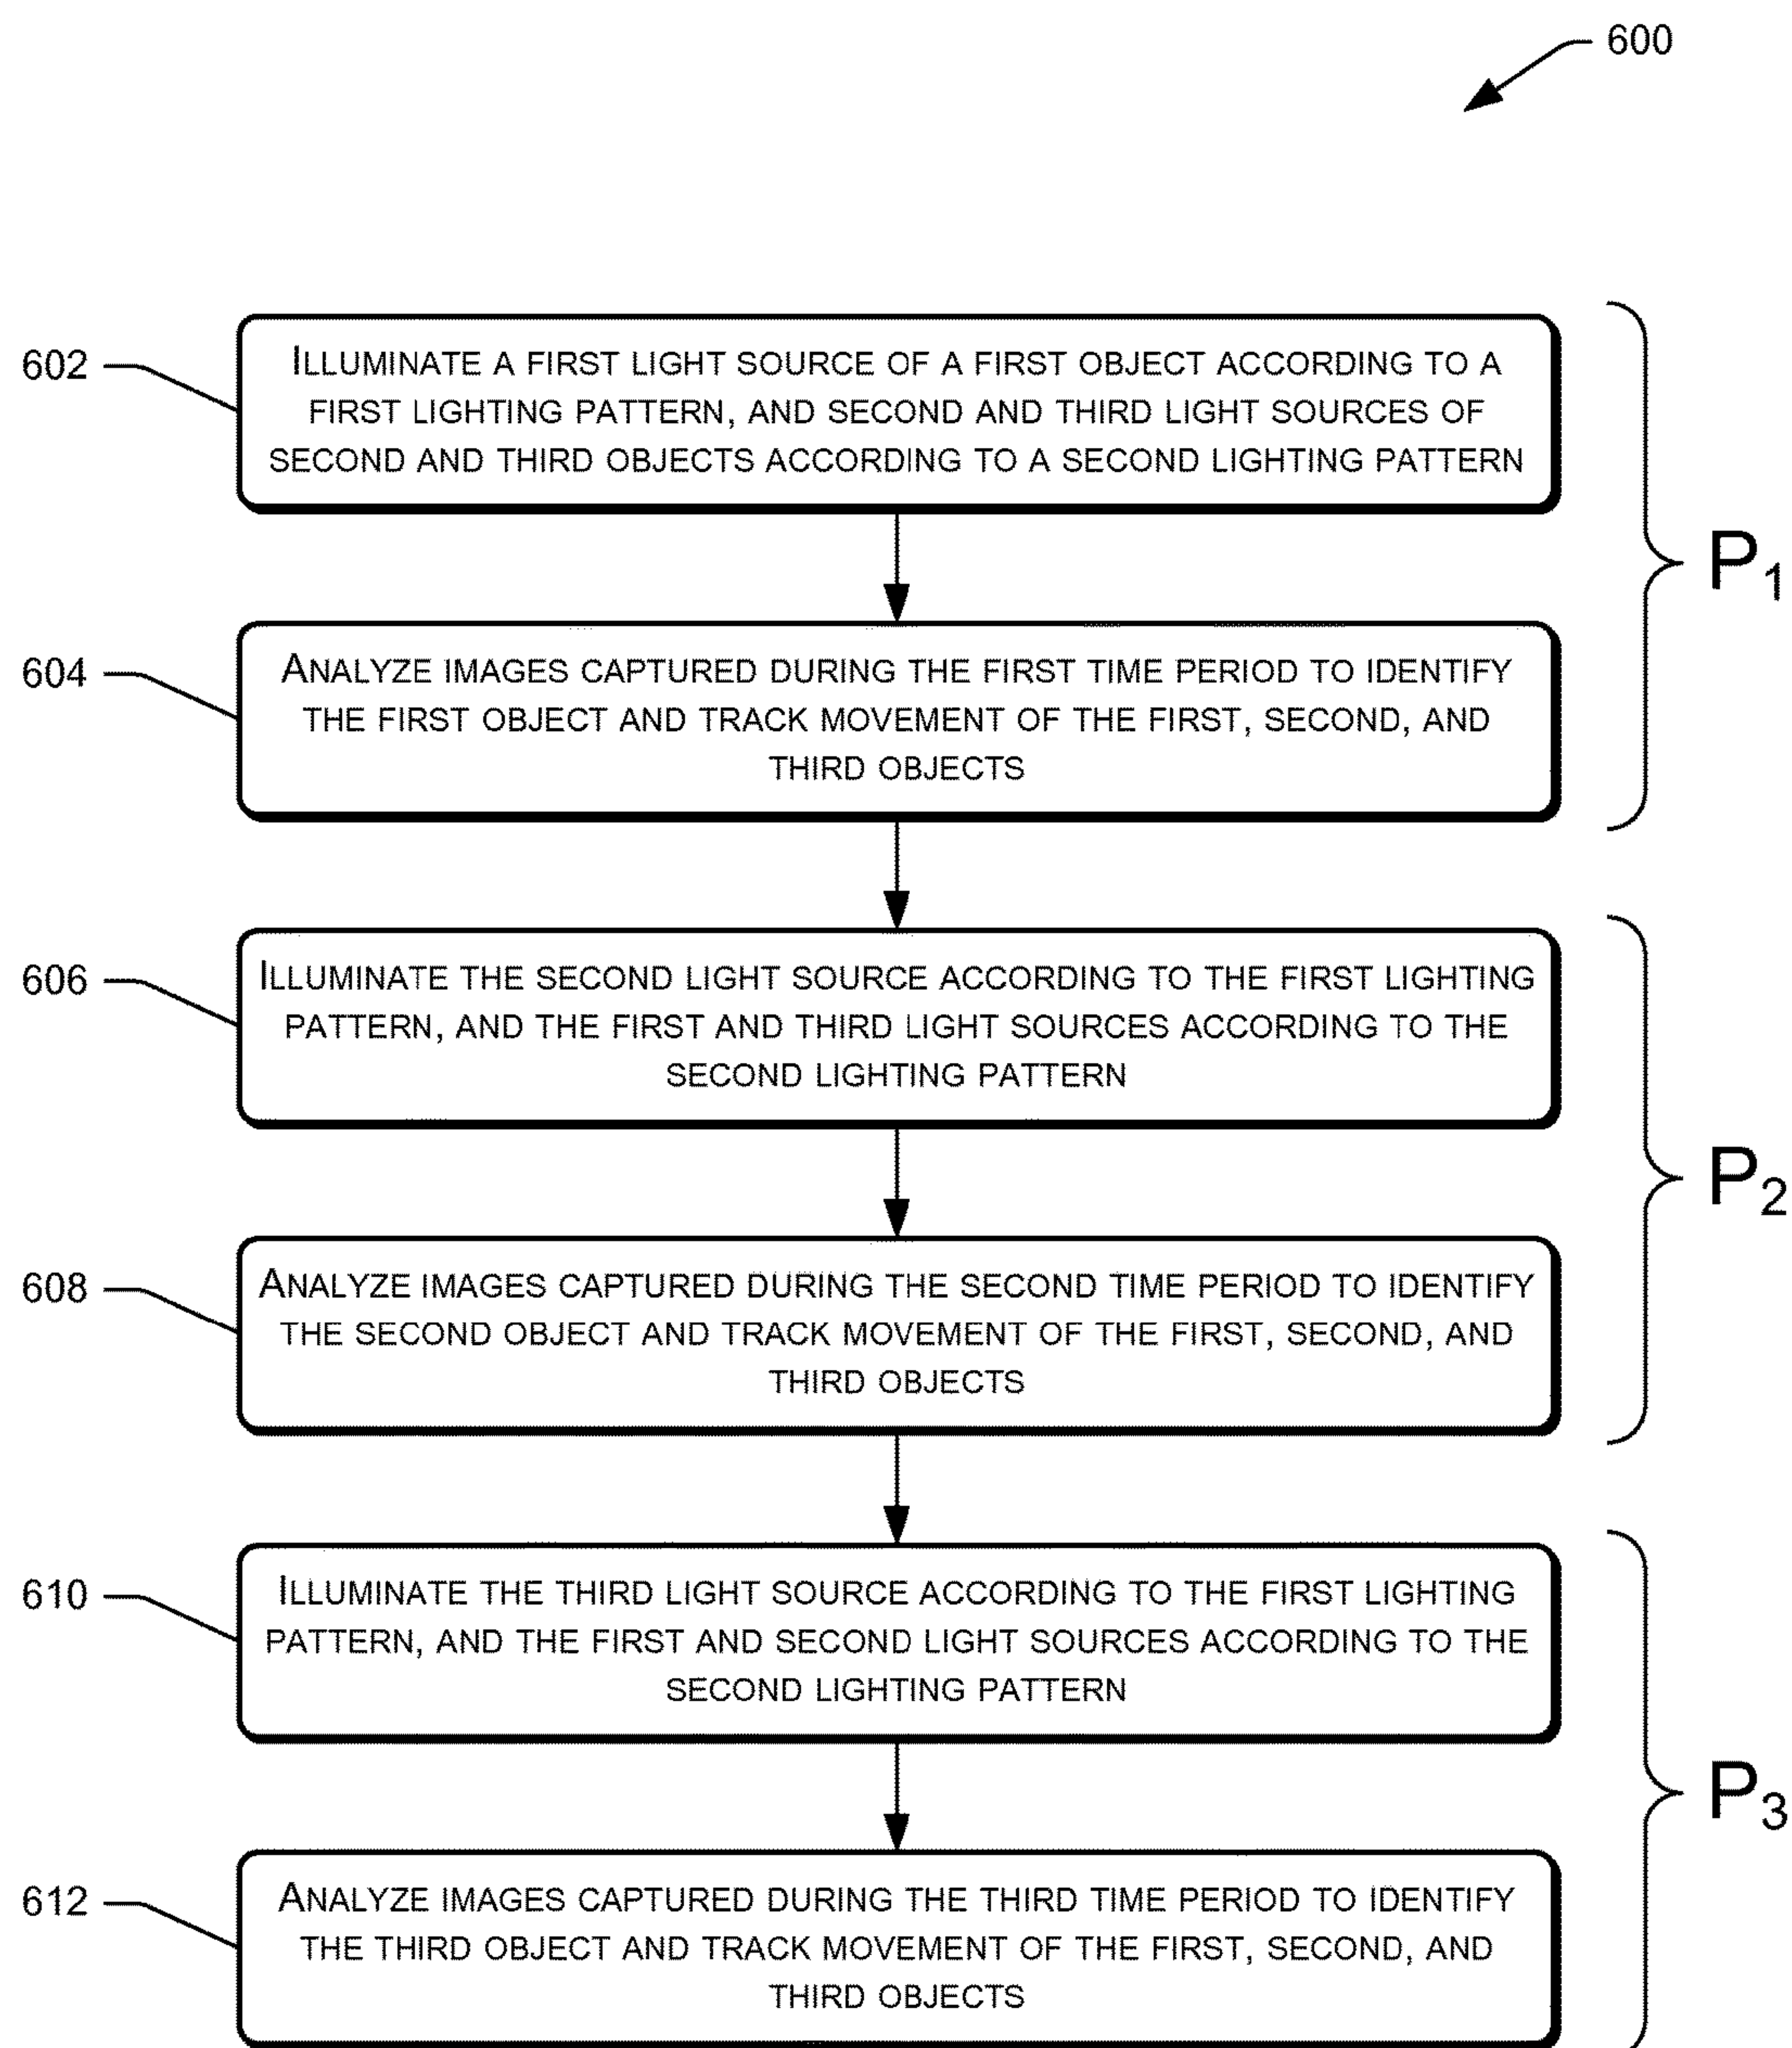 600
602
ILLUMINATE A FIRST LIGHT SOURCE OF A FIRST OBJECT ACCORDING TO A
FIRST LIGHTING PATTERN, AND SECOND AND THIRD LIGHT SOURCES OF
SECOND AND THIRD OBJECTS ACCORDING TO A SECOND LIGHTING PATTERN
P1
604
ANALYZE IMAGES CAPTURED DURING THE FIRST TIME PERIOD TO IDENTIFY
THE FIRST OBJECT AND TRACK MOVEMENT OF THE FIRST, SECOND, AND
THIRD OBJECTS
606
ILLUMINATE THE SECOND LIGHT SOURCE ACCORDING TO THE FIRST LIGHTING
PATTERN, AND THE FIRST AND THIRD LIGHT SOURCES ACCORDING TO THE
SECOND LIGHTING PATTERN
P2
608
ANALYZE IMAGES CAPTURED DURING THE SECOND TIME PERIOD TO IDENTIFY
THE SECOND OBJECT AND TRACK MOVEMENT OF THE FIRST, SECOND, AND
THIRD OBJECTS
610
ILLUMINATE THE THIRD LIGHT SOURCE ACCORDING TO THE FIRST LIGHTING
PATTERN, AND THE FIRST AND SECOND LIGHT SOURCES ACCORDING TO THE
SECOND LIGHTING PATTERN
P3
612
ANALYZE IMAGES CAPTURED DURING THE THIRD TIME PERIOD TO IDENTIFY
THE THIRD OBJECT AND TRACK MOVEMENT OF THE FIRST, SECOND, AND
THIRD OBJECTS